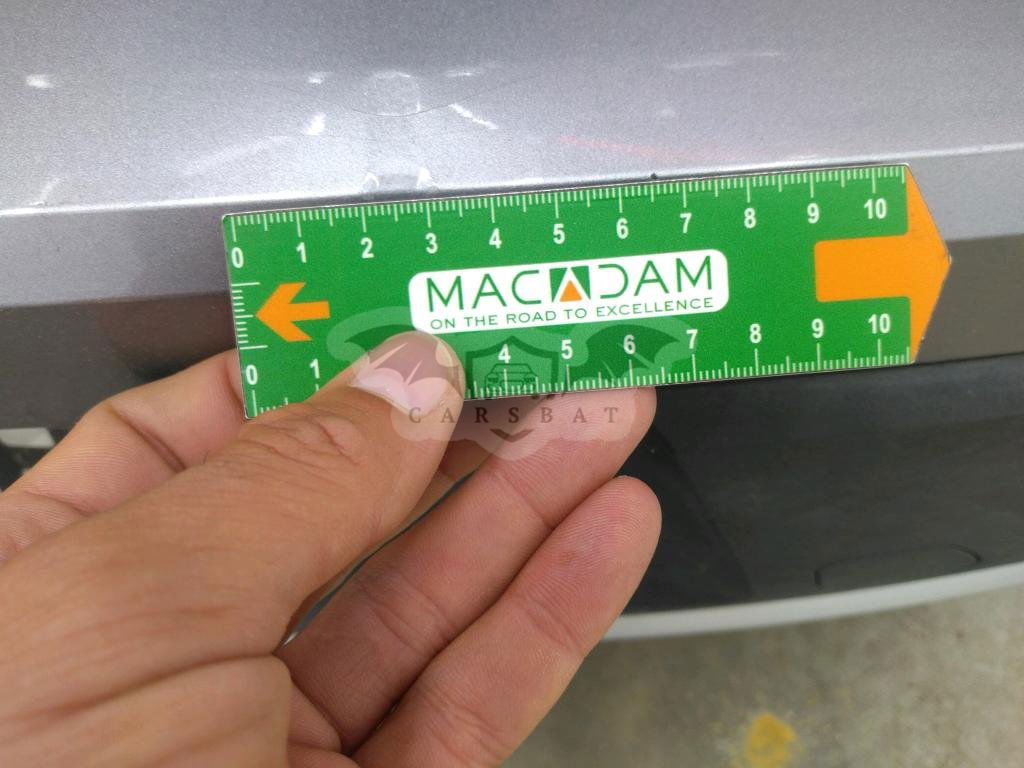 0 1 2 3 4 5 6 7 8 9 10
MACADAM
ON THE ROAD TO EXCELLENCE
0 1 4 5 6 7 8 9 10
CARSBAT